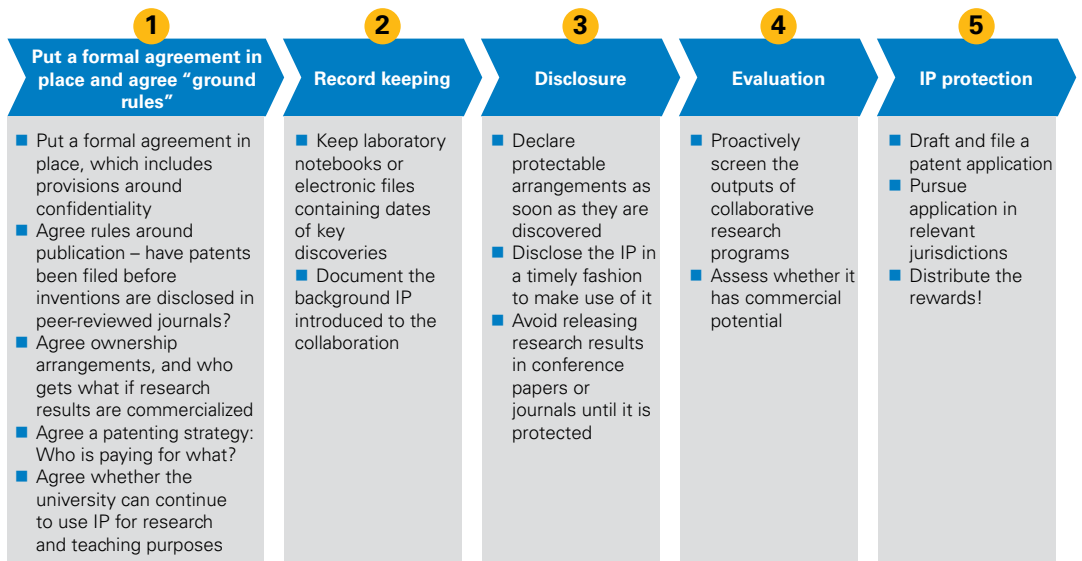 1
Put a formal agreement in
place and agree “ground
rules”
■ Put a formal agreement in
place, which includes
provisions around
confidentiality
■ Agree rules around
publication – have patents
been filed before
inventions are disclosed in
peer-reviewed journals?
■ Agree ownership
arrangements, and who
gets what if research
results are commercialized
■ Agree a patenting strategy:
Who is paying for what?
■ Agree whether the
university can continue
to use IP for research
and teaching purposes
2
Record keeping
■ Keep laboratory
notebooks or
electronic files
containing dates
of key
discoveries
■ Document the
background IP
introduced to the
collaboration
3
Disclosure
■ Declare
protectable
arrangements as
soon as they are
discovered
■ Disclose the IP in
a timely fashion
to make use of it
■ Avoid releasing
research results
in conference
papers or
journals until it is
protected
4
Evaluation
■ Proactively
screen the
outputs of
collaborative
research
programs
■ Assess whether it
has commercial
potential
5
IP protection
■ Draft and file a
patent application
■ Pursue
application in
relevant
jurisdictions
■ Distribute the
rewards!